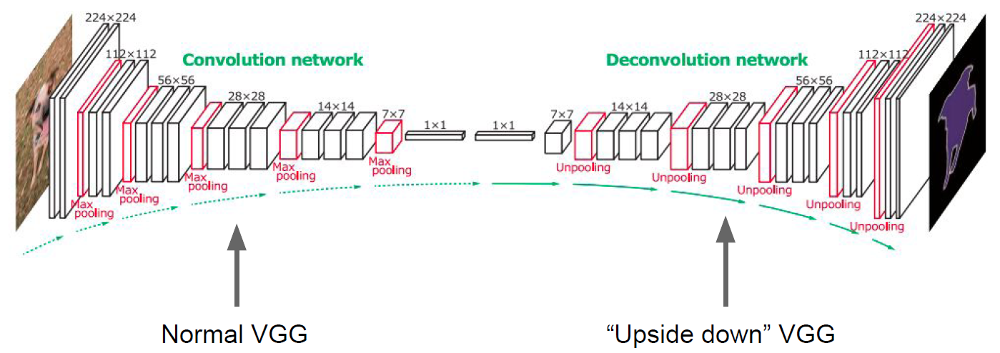 224×224
112×112
56×56
28×28
14×14
7×7
1×1
1×1
7×7
14×14
28×28
56×56
112×112
224×224
Convolution network
Deconvolution network
Max
pooling
Max
pooling
Max
pooling
Max
pooling
Max
pooling
Unpooling
Unpooling
Unpooling
Unpooling
Unpooling
Normal VGG
“Upside down” VGG